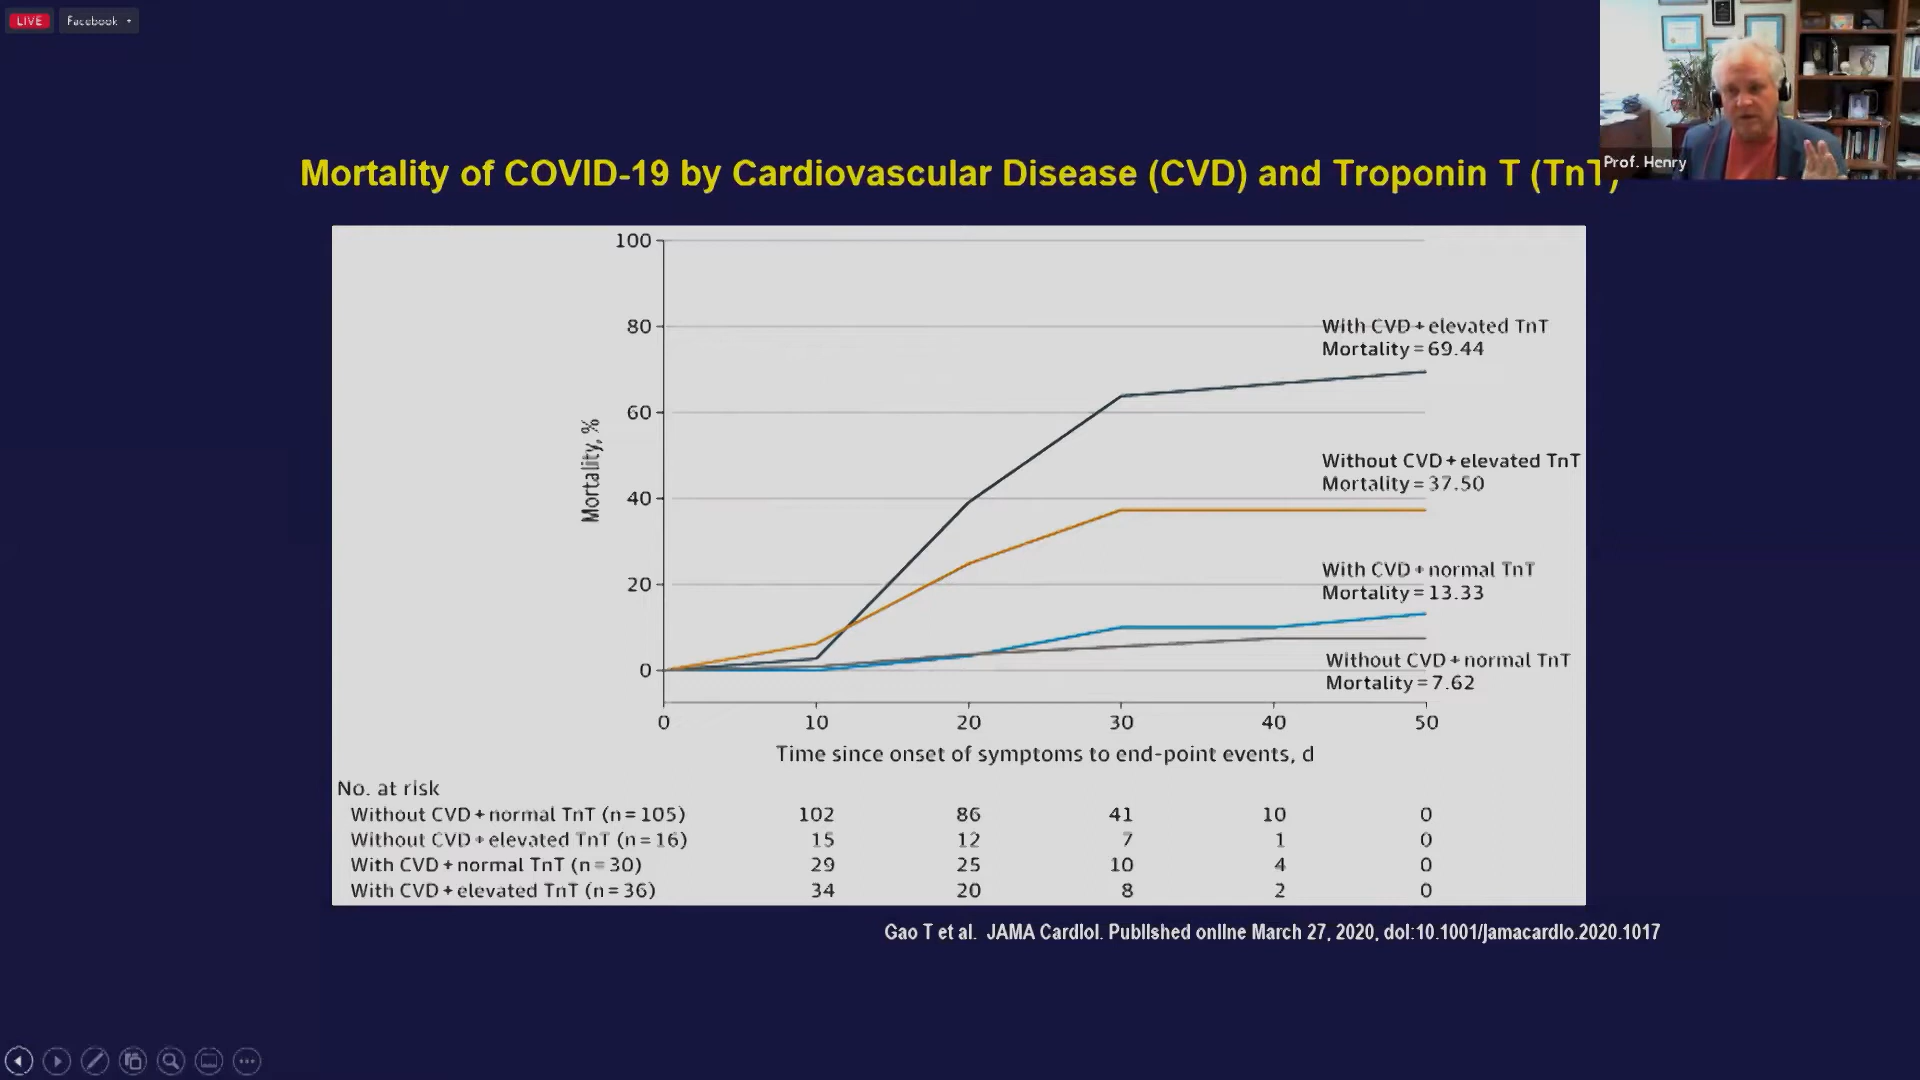 LIVE Facebook
Prof. Henry
Mortality of COVID-19 by Cardiovascular Disease (CVD) and Troponin T (TnT)
100
80
60
40
20
0
Mortality, %
With CVD + elevated TnT
Mortality = 69.44
Without CVD + elevated TnT
Mortality = 37.50
With CVD + normal TnT
Mortality = 13.33
Without CVD + normal TnT
Mortality = 7.62
0 10 20 30 40 50
Time since onset of symptoms to end-point events, d
No. at risk
Without CVD + normal TnT (n = 105) 102 86 41 10 0
Without CVD + elevated TnT (n = 16) 15 12 7 1 0
With CVD + normal TnT (n = 30) 29 25 10 4 0
With CVD + elevated TnT (n = 36) 34 20 8 2 0
Gao T et al. JAMA Cardiol. Published online March 27, 2020, doi:10.1001/jamacardio.2020.1017